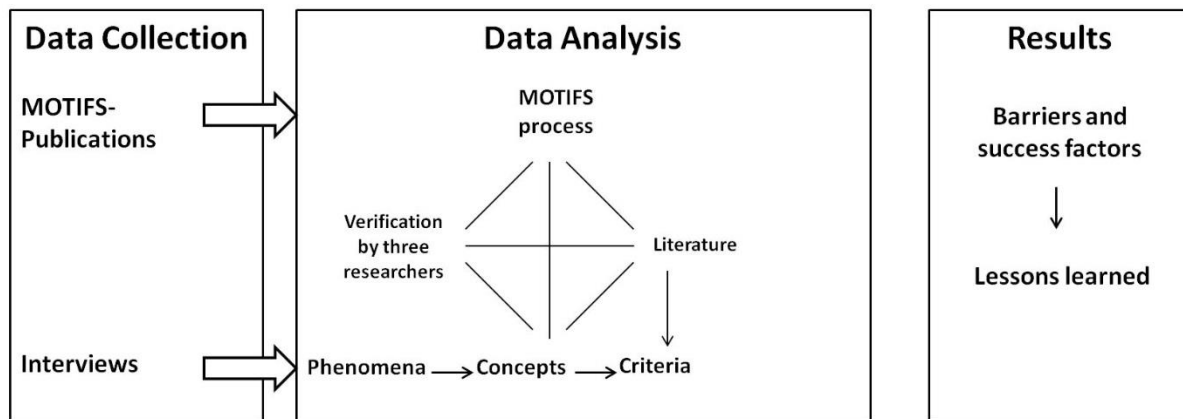 Data Collection
MOTIFS-
Publications
Interviews
Data Analysis
MOTIFS
process
Verification
by three
researchers
Literature
Phenomena
Concepts
Criteria
Results
Barriers and
success factors
Lessons learned